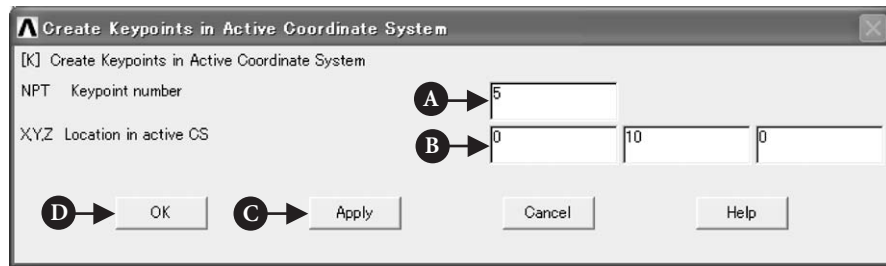 Create Keypoints in Active Coordinate System
[K] Create Keypoints in Active Coordinate System
NPT Keypoint number
A 5
X,Y,Z Location in active CS
B 0 10 0
D OK C Apply Cancel Help